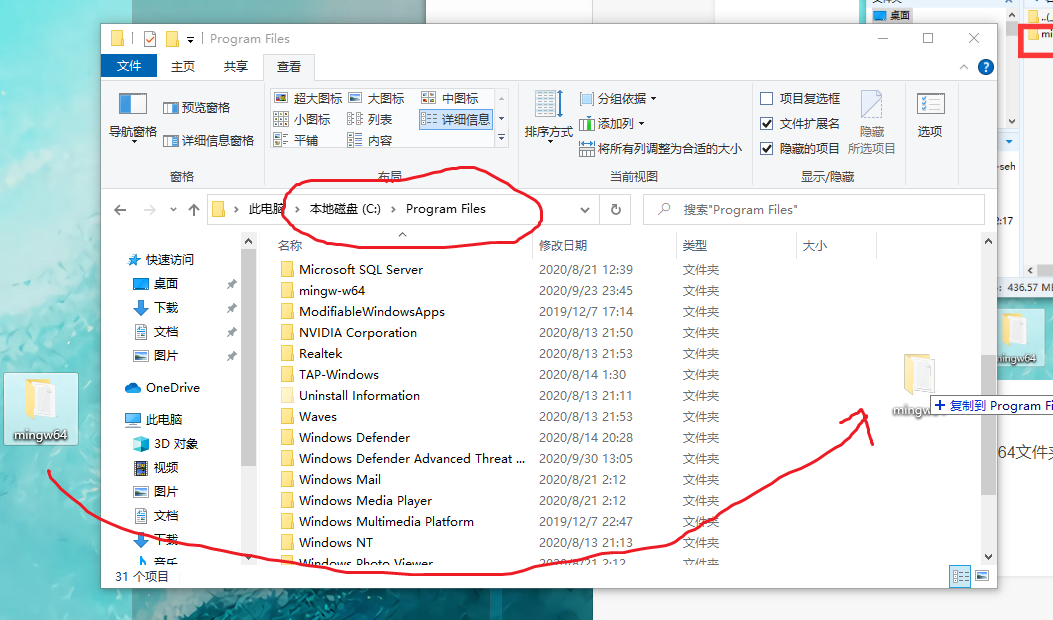 Program Files
文件 主页 共享 查看
桌面
导航窗格
预览窗格
详细信息窗格
窗格
超大图标 大图标 中图标
小图标 列表 详细信息
平铺 内容
布局
排序方式
分组依据
添加列
将所有列调整为合适的大小
当前视图
项目复选框
文件扩展名
隐藏的项目
隐藏
所选项目
显示/隐藏
选项
此电脑 本地磁盘 (C:) Program Files
搜索"Program Files"
快速访问
桌面
下载
文档
图片
OneDrive
此电脑
3D 对象
视频
图片
文档
下载
音乐
名称 修改日期 类型 大小
Microsoft SQL Server 2020/8/21 12:39 文件夹
mingw-w64 2020/9/23 23:45 文件夹
ModifiableWindowsApps 2019/12/7 17:14 文件夹
NVIDIA Corporation 2020/8/13 21:50 文件夹
Realtek 2020/8/13 21:53 文件夹
TAP-Windows 2020/8/14 1:30 文件夹
Uninstall Information 2020/8/13 21:11 文件夹
Waves 2020/8/13 21:53 文件夹
Windows Defender 2020/8/14 20:28 文件夹
Windows Defender Advanced Threat ... 2020/9/30 13:05 文件夹
Windows Mail 2020/8/21 2:12 文件夹
Windows Media Player 2020/8/21 2:12 文件夹
Windows Multimedia Platform 2019/12/7 22:47 文件夹
Windows NT 2020/8/13 21:13 文件夹
Windows Photo Viewer 2020/8/21 2:12 文件夹
31 个项目
mingw64
mingw
复制到 Program Fi
-seh
2:17
436.57 MB
mingw64
64文件夹